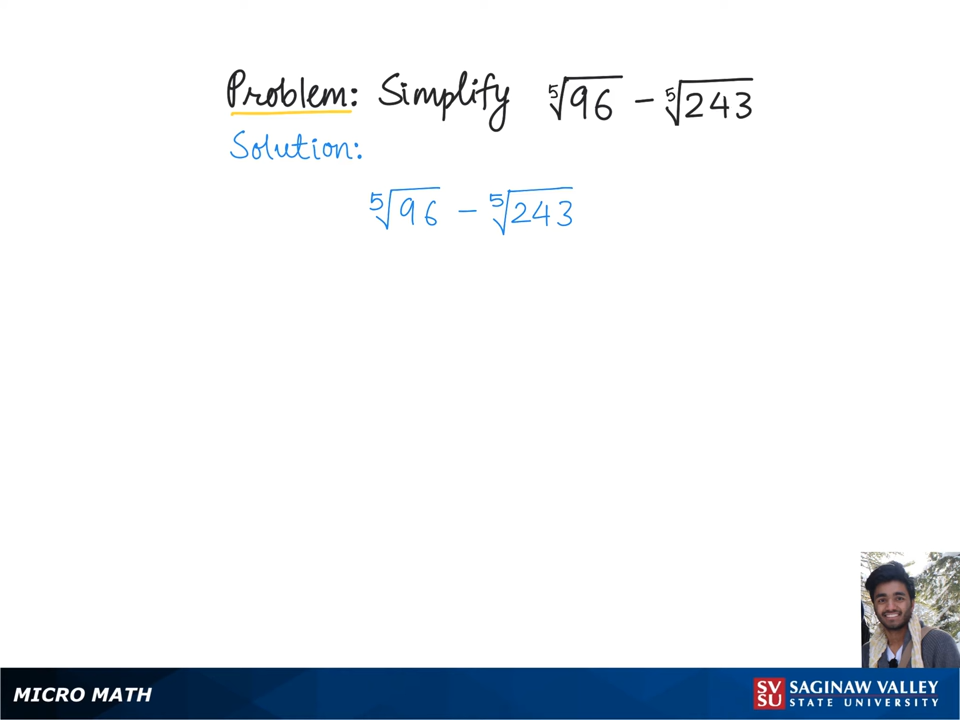 Problem: Simplify ⁵√96 − ⁵√243
Solution:
⁵√96 − ⁵√243
MICRO MATH
SV SU SAGINAW VALLEY STATE UNIVERSITY